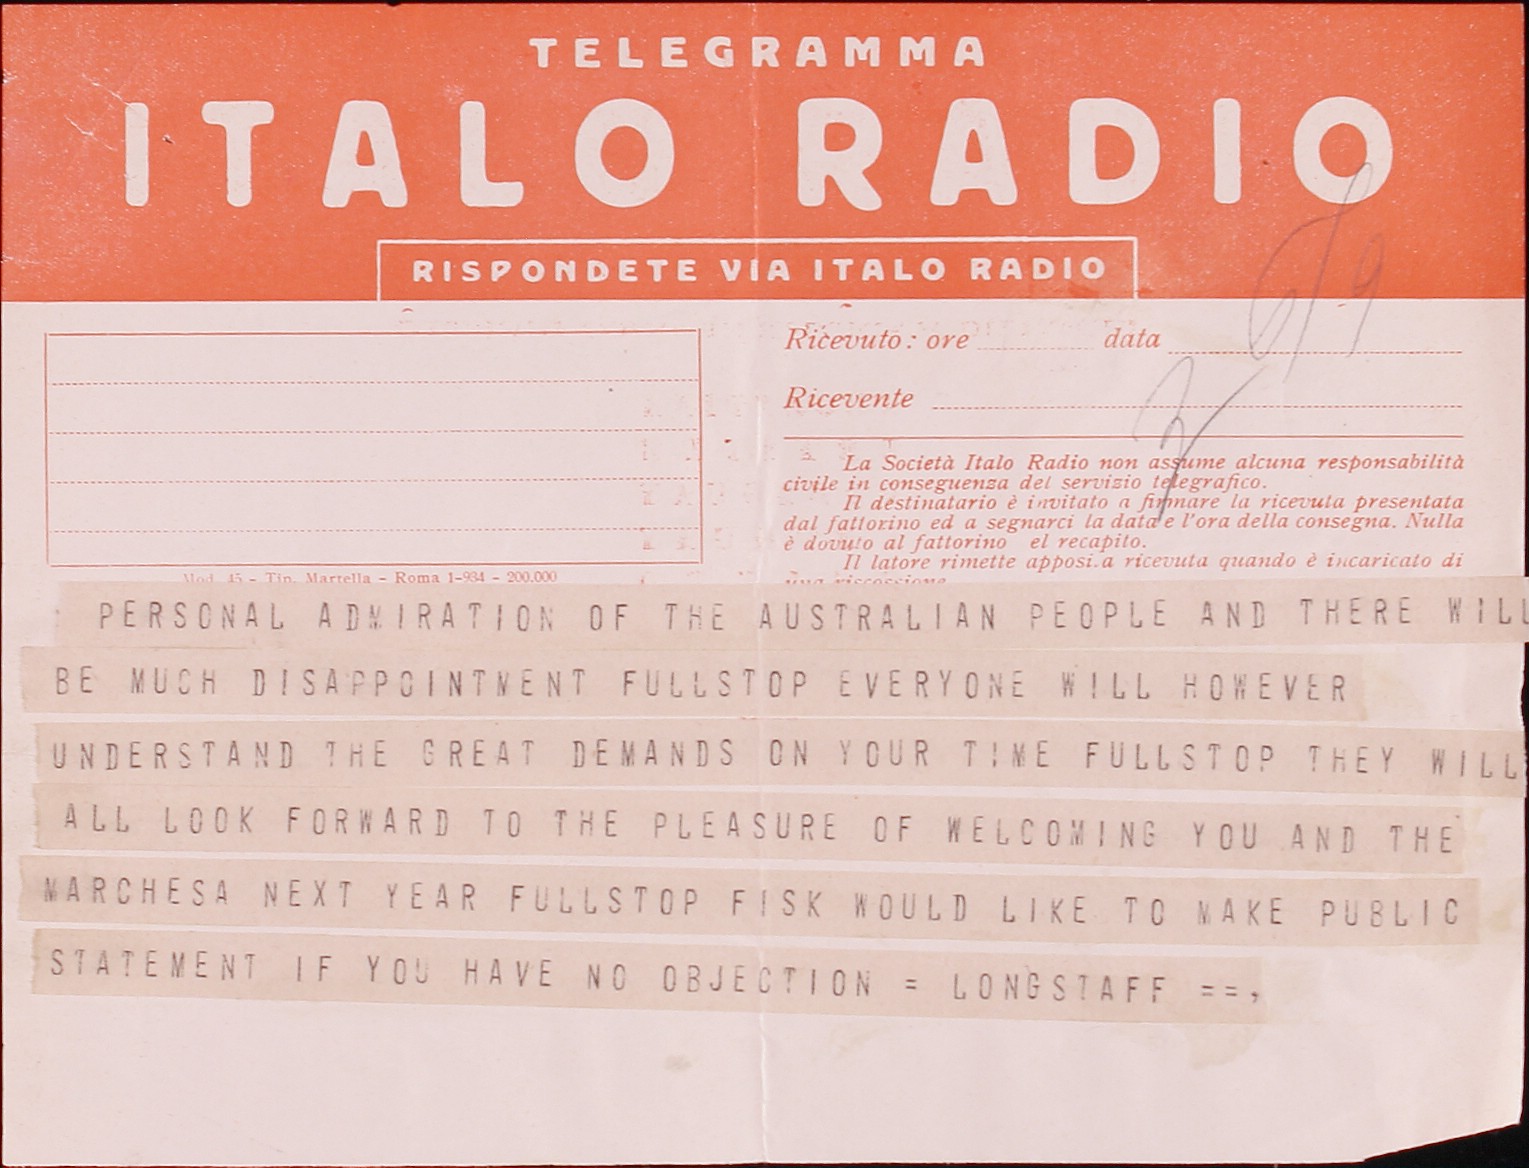 TELEGRAMMA
ITALO RADIO
RISPONDETE VIA ITALO RADIO
Ricevuto: ore data
Ricevente
La Società Italo Radio non assume alcuna responsabilità
civile in conseguenza del servizio telegrafico.
Il destinatario è invitato a firmare la ricevuta presentata
dal fattorino ed a segnarci la data e l'ora della consegna. Nulla
è dovuto al fattorino el recapito.
Il latore rimette apposi.a ricevuta quando è incaricato di
una riscossione
Mod. 45 - Tip. Martella - Roma 1-934 - 200.000
PERSONAL ADMIRATION OF THE AUSTRALIAN PEOPLE AND THERE WILL
BE MUCH DISAPPOINTMENT FULLSTOP EVERYONE WILL HOWEVER
UNDERSTAND THE GREAT DEMANDS ON YOUR TIME FULLSTOP THEY WILL
ALL LOOK FORWARD TO THE PLEASURE OF WELCOMING YOU AND THE
MARCHESA NEXT YEAR FULLSTOP FISK WOULD LIKE TO MAKE PUBLIC
STATEMENT IF YOU HAVE NO OBJECTION = LONGSTAFF ==,